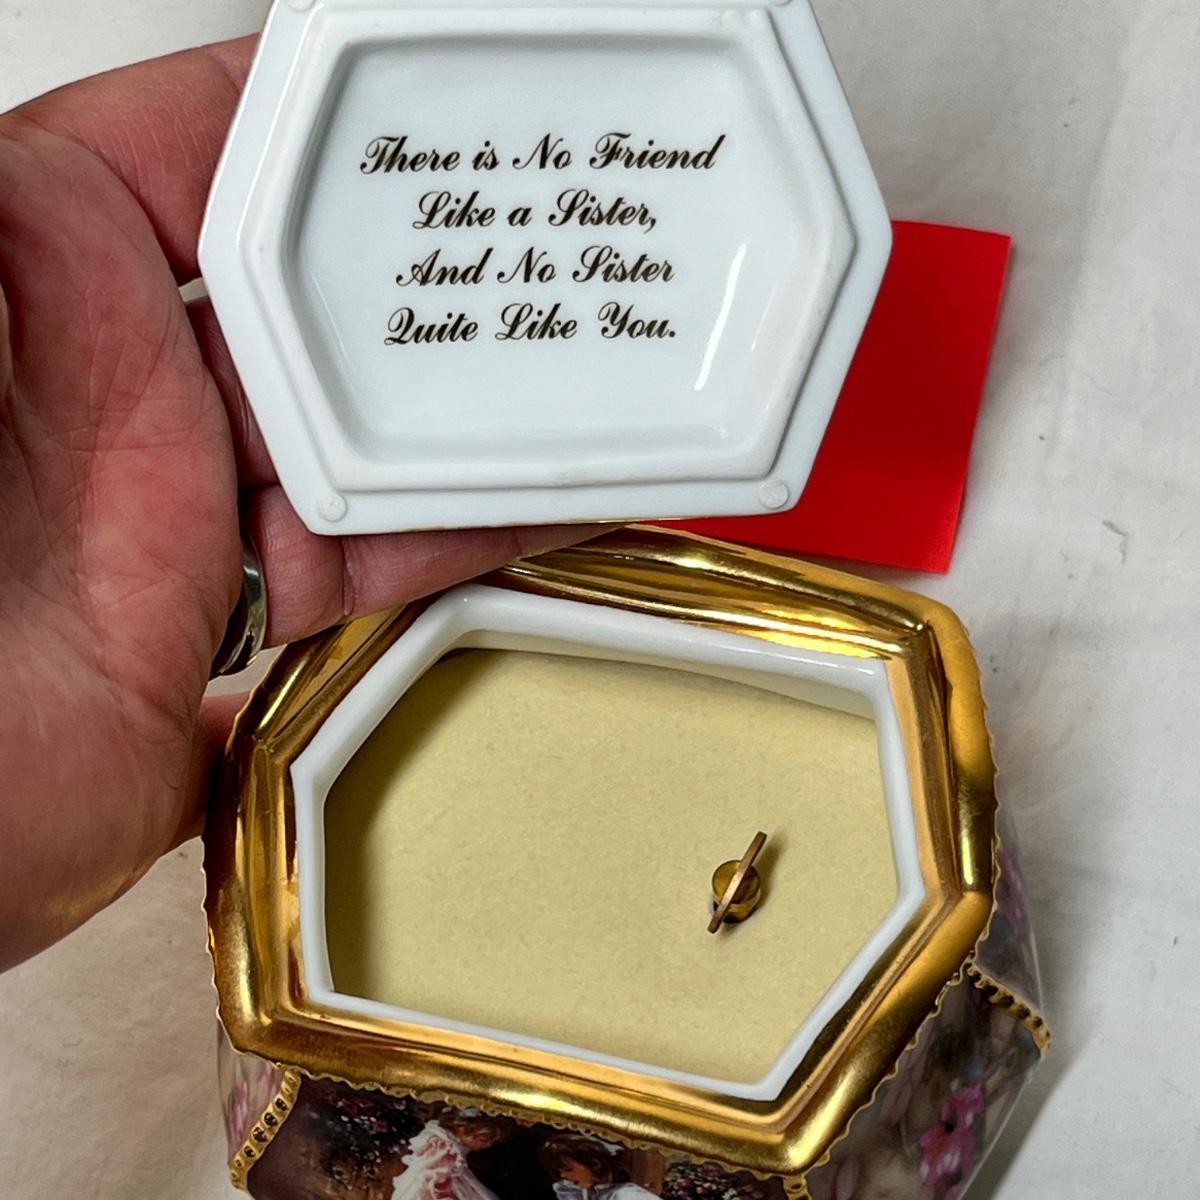 There is No Friend
Like a Sister,
And No Sister
Quite Like You.